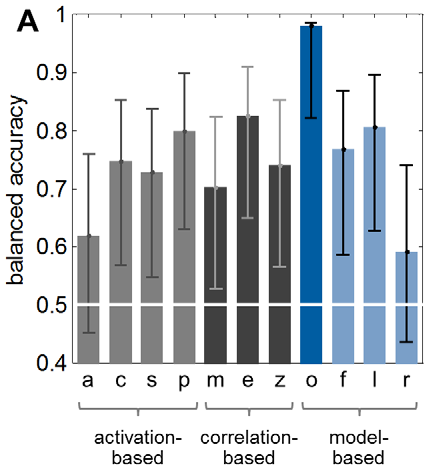 A
balanced accuracy
1
0.9
0.8
0.7
0.6
0.5
0.4
a c s p m e z o f l r
activation-based
correlation-based
model-based